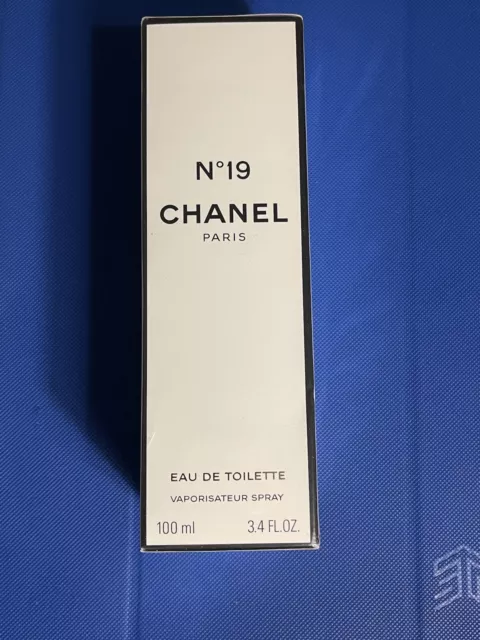 N°19
CHANEL
PARIS
EAU DE TOILETTE
VAPORISATEUR SPRAY
100 ml 3.4 FL.OZ.